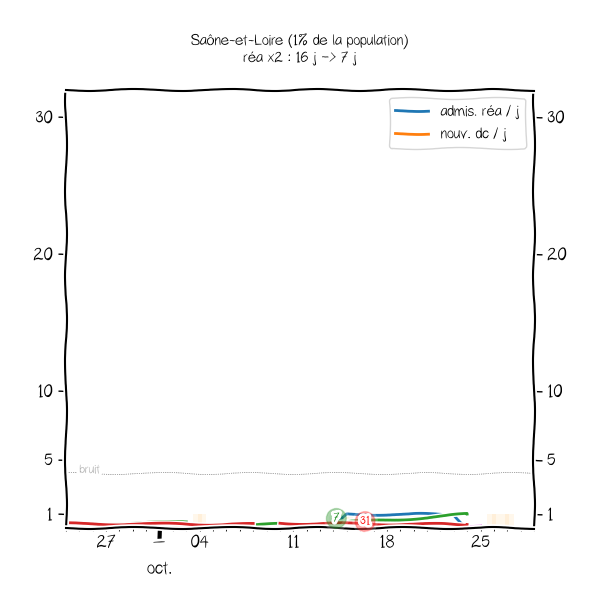 Saône-et-Loire (1% de la population)
réa x2 : 16 j -> 7 j
admis. réa / j
nouv. dc / j
30 30
20 20
10 10
5 5
bruit
1 7 31 1
27 04 11 18 25
oct.